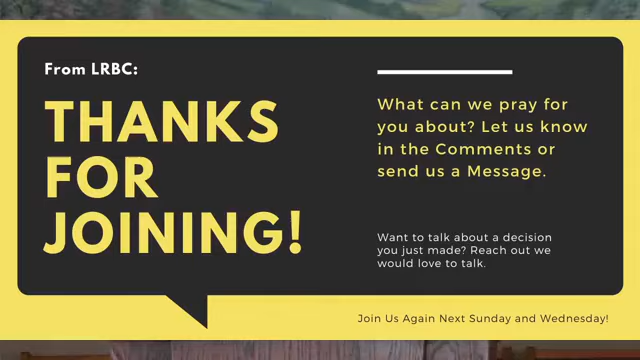 From LRBC:
THANKS
FOR
JOINING!
What can we pray for
you about? Let us know
in the Comments or
send us a Message.
Want to talk about a decision
you just made? Reach out we
would love to talk.
Join Us Again Next Sunday and Wednesday!